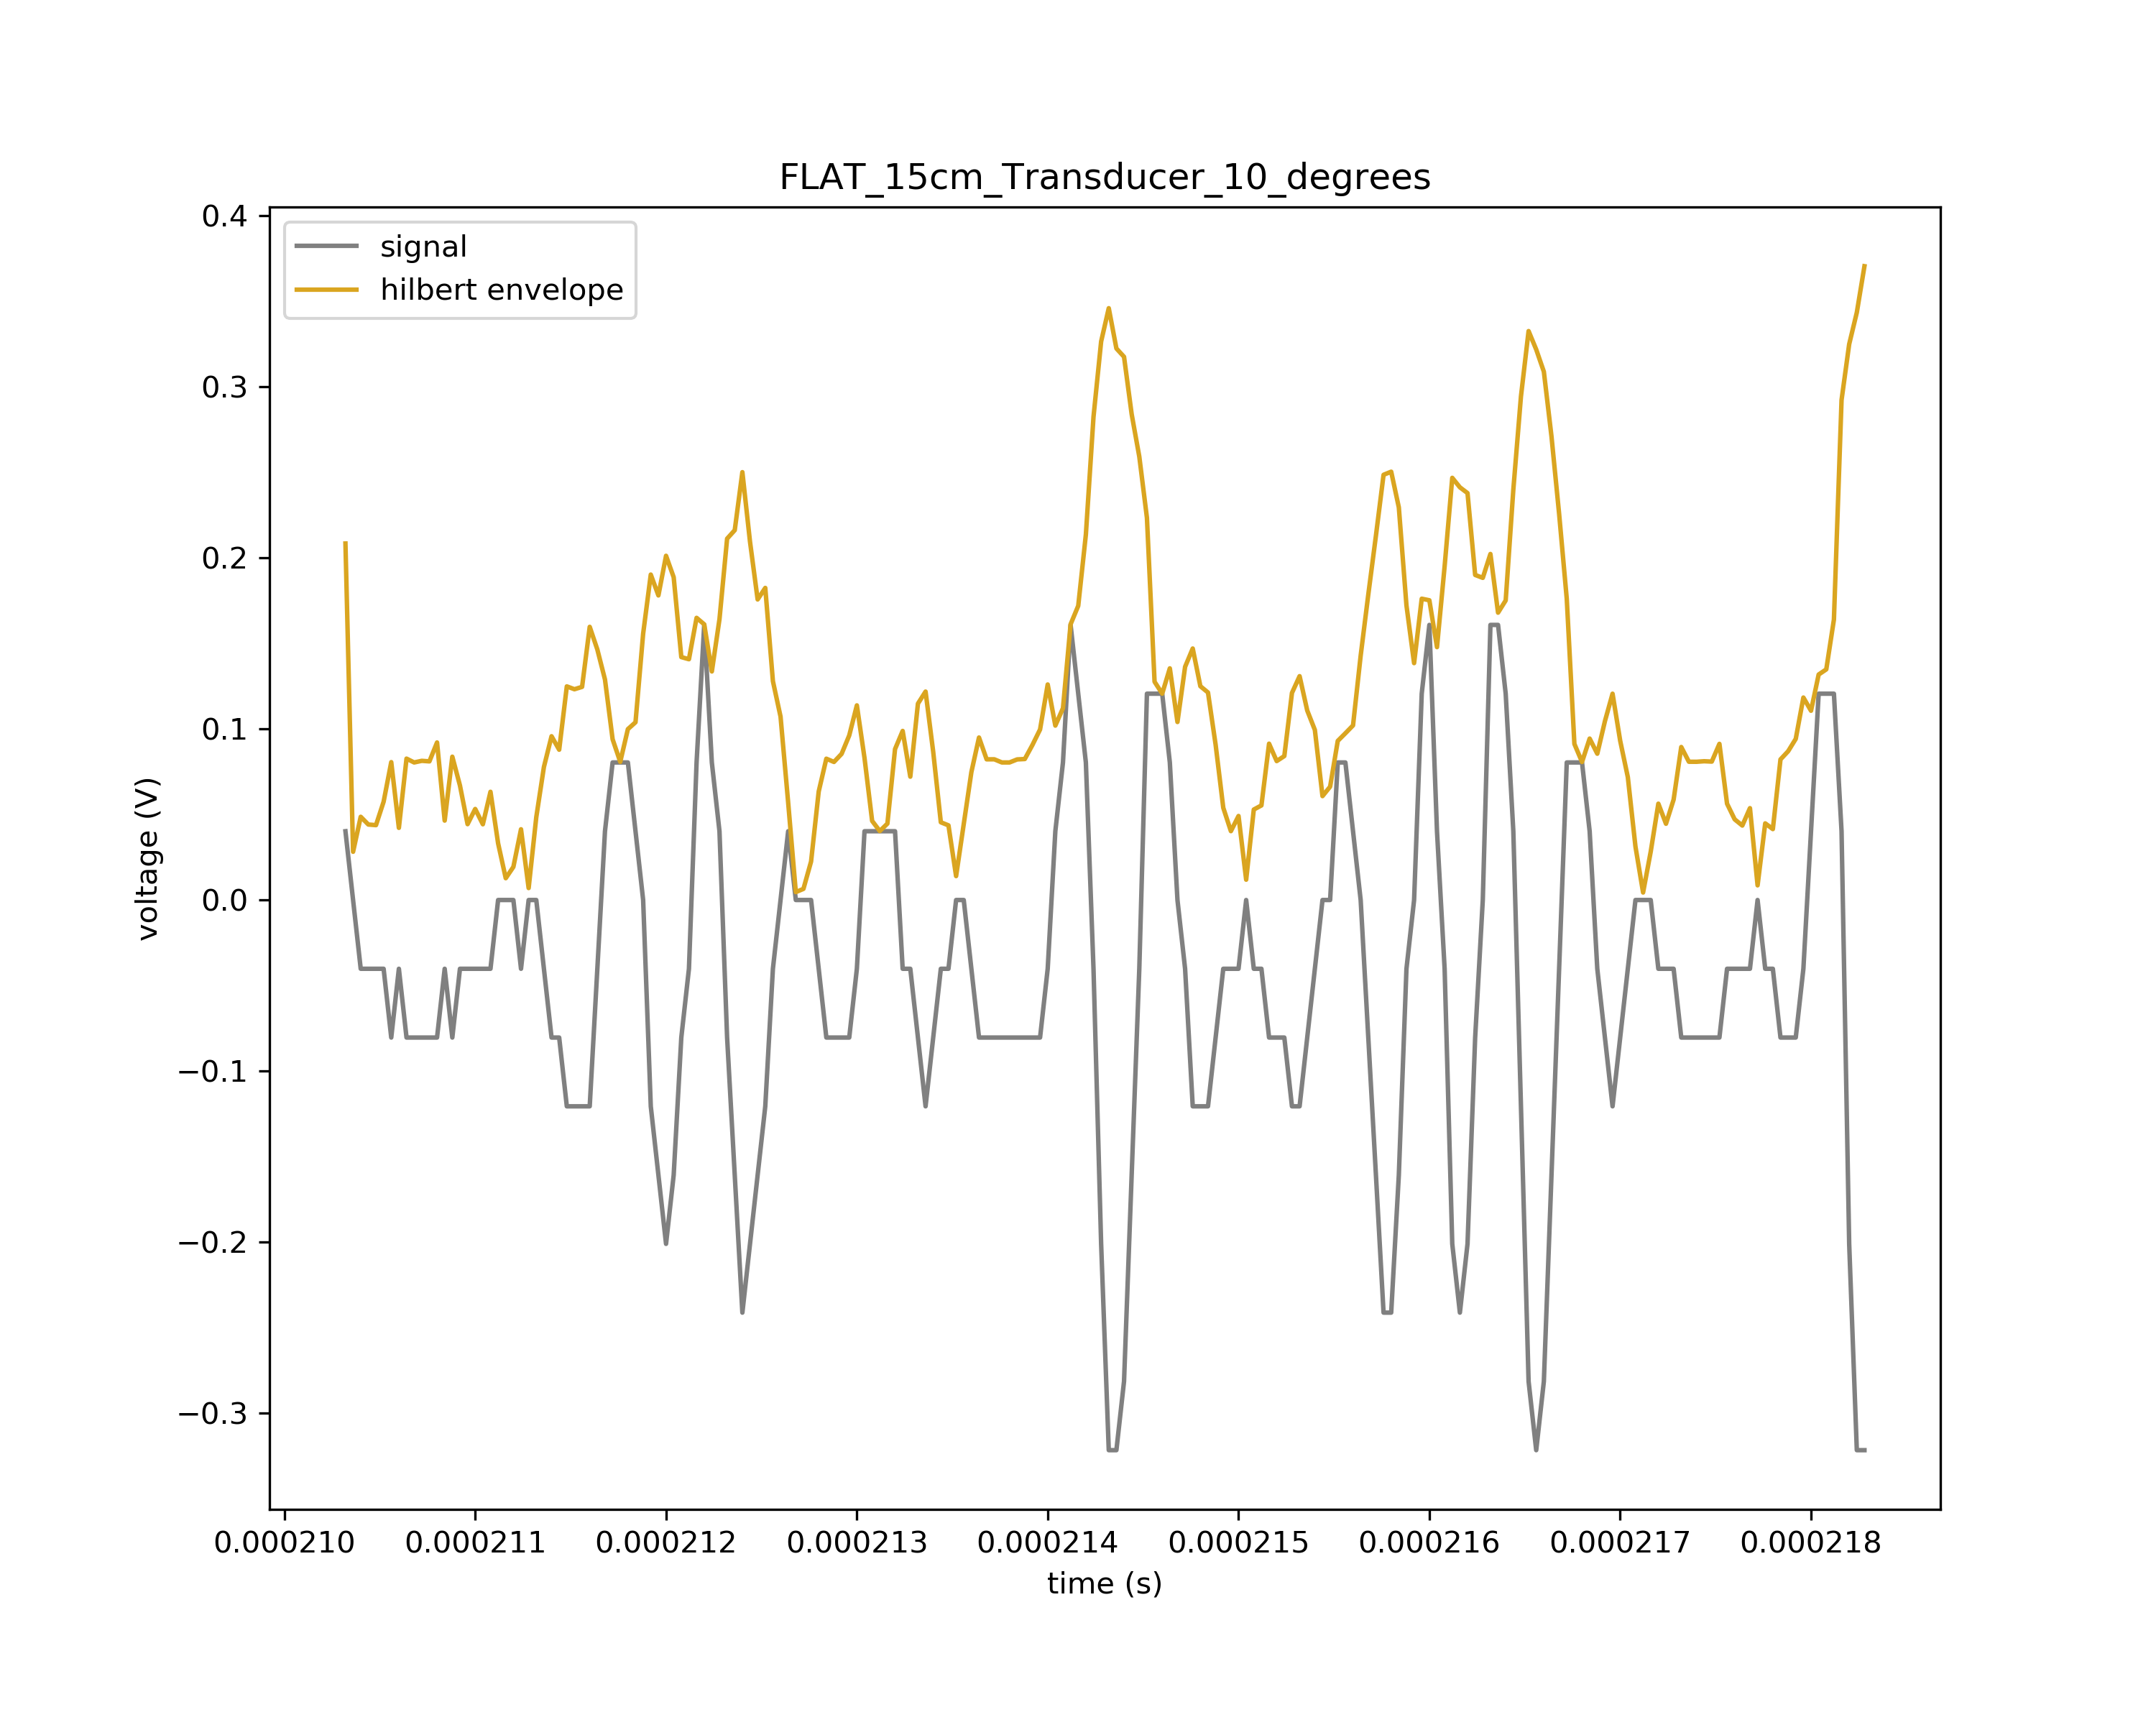 FLAT_15cm_Transducer_10_degrees
signal
hilbert envelope
voltage (V)
0.4
0.3
0.2
0.1
0.0
−0.1
−0.2
−0.3
0.000210 0.000211 0.000212 0.000213 0.000214 0.000215 0.000216 0.000217 0.000218
time (s)